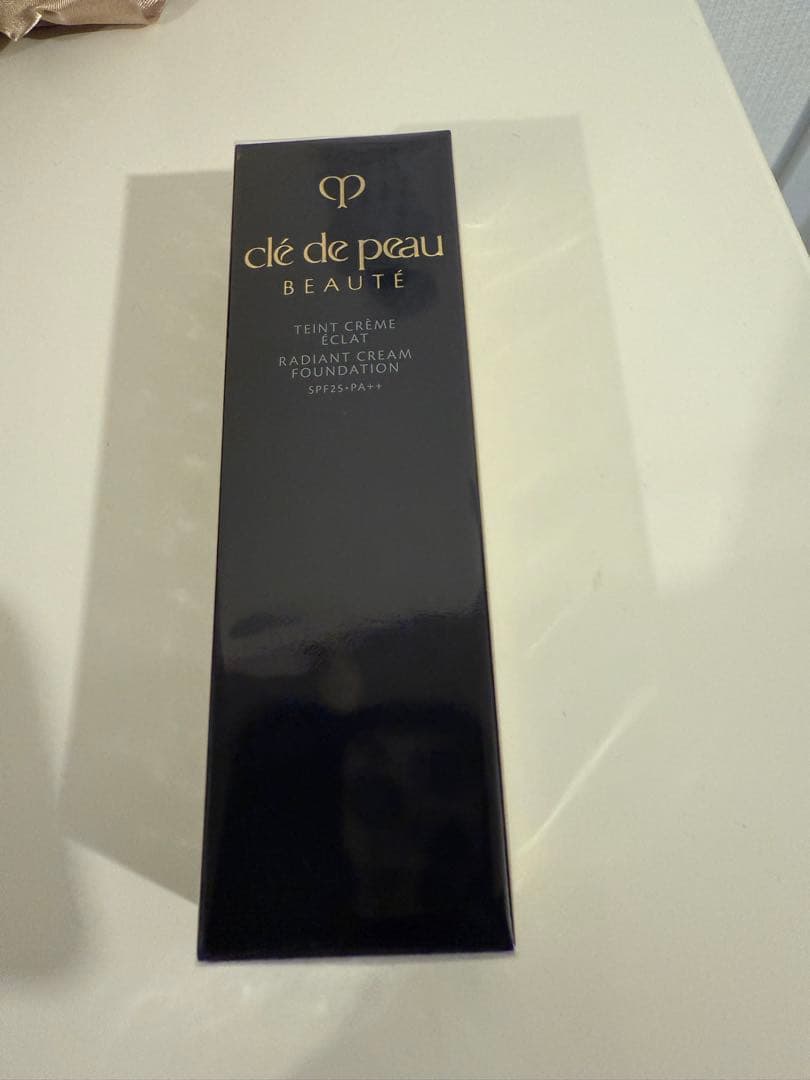 clé de peau
BEAUTÉ
TEINT CRÈME
ÉCLAT
RADIANT CREAM
FOUNDATION
SPF25•PA++